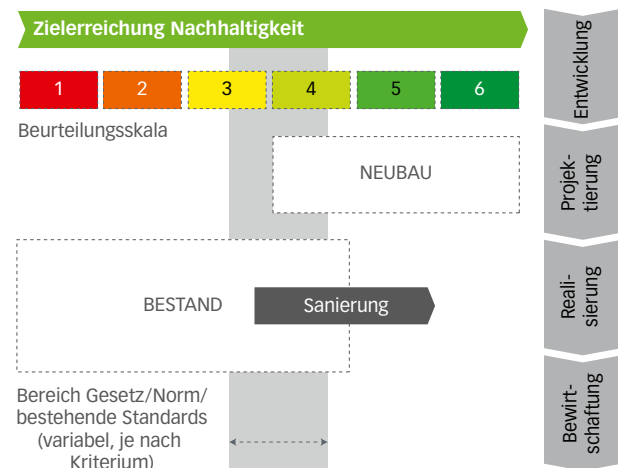 Zielerreichung Nachhaltigkeit
1 2 3 4 5 6
Beurteilungsskala
NEUBAU
BESTAND
Sanierung
Bereich Gesetz/Norm/
bestehende Standards
(variabel, je nach
Kriterium)
Entwicklung
Projek-
tierung
Reali-
sierung
Bewirt-
schaftung